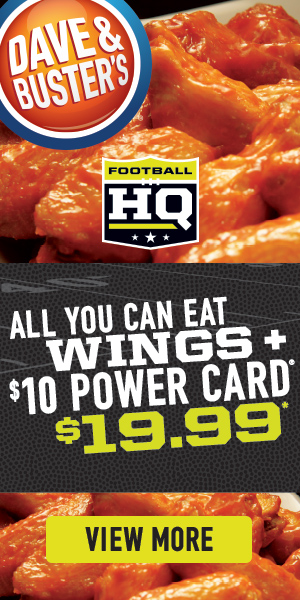 DAVE &
BUSTER'S
FOOTBALL
HQ
ALL YOU CAN EAT
WINGS +
$10 POWER CARD®
$19.99*
VIEW MORE